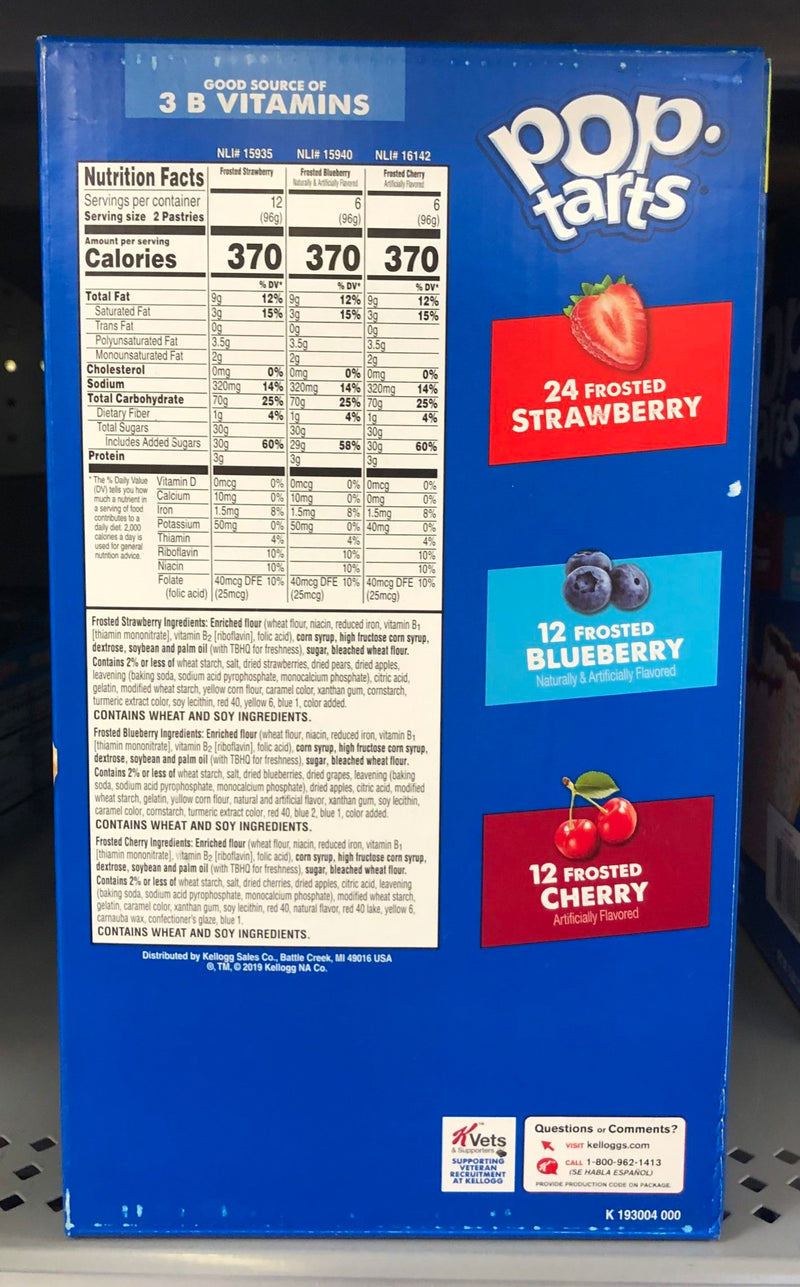 GOOD SOURCE OF
3 B VITAMINS
NLI# 15935 NLI# 15940 NLI# 16142
Nutrition Facts Frosted Strawberry Frosted Blueberry Frosted Cherry
Naturally & Artificially Flavored Artificially Flavored
Servings per container 12 6 6
Serving size 2 Pastries (96g) (96g) (96g)
Amount per serving
Calories 370 370 370
% DV* % DV* % DV*
Total Fat 9g 12% 9g 12% 9g 12%
Saturated Fat 3g 15% 3g 15% 3g 15%
Trans Fat 0g 0g 0g
Polyunsaturated Fat 3.5g 3.5g 3.5g
Monounsaturated Fat 2g 2g 2g
Cholesterol 0mg 0% 0mg 0% 0mg 0%
Sodium 320mg 14% 320mg 14% 320mg 14%
Total Carbohydrate 70g 25% 70g 25% 70g 25%
Dietary Fiber 1g 4% 1g 4% 1g 4%
Total Sugars 30g 30g 30g
Includes Added Sugars 30g 60% 29g 58% 30g 60%
Protein 3g 3g 3g
* The % Daily Value
(DV) tells you how
much a nutrient in
a serving of food
contributes to a
daily diet. 2,000
calories a day is
used for general
nutrition advice.
Vitamin D 0mcg 0% 0mcg 0% 0mcg 0%
Calcium 10mg 0% 10mg 0% 0mg 0%
Iron 1.5mg 8% 1.5mg 8% 1.5mg 8%
Potassium 50mg 0% 50mg 0% 40mg 0%
Thiamin 4% 4% 4%
Riboflavin 10% 10% 10%
Niacin 10% 10% 10%
Folate 40mcg DFE 10% 40mcg DFE 10% 40mcg DFE 10%
(folic acid) (25mcg) (25mcg) (25mcg)
Frosted Strawberry Ingredients: Enriched flour (wheat flour, niacin, reduced iron, vitamin B1
[thiamin mononitrate], vitamin B2 [riboflavin], folic acid), corn syrup, high fructose corn syrup,
dextrose, soybean and palm oil (with TBHQ for freshness), sugar, bleached wheat flour.
Contains 2% or less of wheat starch, salt, dried strawberries, dried pears, dried apples,
leavening (baking soda, sodium acid pyrophosphate, monocalcium phosphate), citric acid,
gelatin, modified wheat starch, yellow corn flour, caramel color, xanthan gum, cornstarch,
turmeric extract color, soy lecithin, red 40, yellow 6, blue 1, color added.
CONTAINS WHEAT AND SOY INGREDIENTS.
Frosted Blueberry Ingredients: Enriched flour (wheat flour, niacin, reduced iron, vitamin B1
[thiamin mononitrate], vitamin B2 [riboflavin], folic acid), corn syrup, high fructose corn syrup,
dextrose, soybean and palm oil (with TBHQ for freshness), sugar, bleached wheat flour.
Contains 2% or less of wheat starch, salt, dried blueberries, dried grapes, leavening (baking
soda, sodium acid pyrophosphate, monocalcium phosphate), dried apples, citric acid, modified
wheat starch, gelatin, yellow corn flour, natural and artificial flavor, xanthan gum, soy lecithin,
caramel color, cornstarch, turmeric extract color, red 40, blue 2, blue 1, color added.
CONTAINS WHEAT AND SOY INGREDIENTS.
Frosted Cherry Ingredients: Enriched flour (wheat flour, niacin, reduced iron, vitamin B1
[thiamin mononitrate], vitamin B2 [riboflavin], folic acid), corn syrup, high fructose corn syrup,
dextrose, soybean and palm oil (with TBHQ for freshness), sugar, bleached wheat flour.
Contains 2% or less of wheat starch, salt, dried cherries, dried apples, citric acid, leavening
(baking soda, sodium acid pyrophosphate, monocalcium phosphate), modified wheat starch,
gelatin, caramel color, xanthan gum, soy lecithin, red 40, natural flavor, red 40 lake, yellow 6,
carnauba wax, confectioner's glaze, blue 1.
CONTAINS WHEAT AND SOY INGREDIENTS.
Distributed by Kellogg Sales Co., Battle Creek, MI 49016 USA
®, TM, © 2019 Kellogg NA Co.
POP.
tarts®
24 FROSTED
STRAWBERRY
12 FROSTED
BLUEBERRY
Naturally & Artificially Flavored
12 FROSTED
CHERRY
Artificially Flavored
KVets™
& Supporters
SUPPORTING
VETERAN
RECRUITMENT
AT KELLOGG
Questions or Comments?
VISIT kelloggs.com
CALL 1-800-962-1413
(SE HABLA ESPAÑOL)
PROVIDE PRODUCTION CODE ON PACKAGE.
K 193004 000